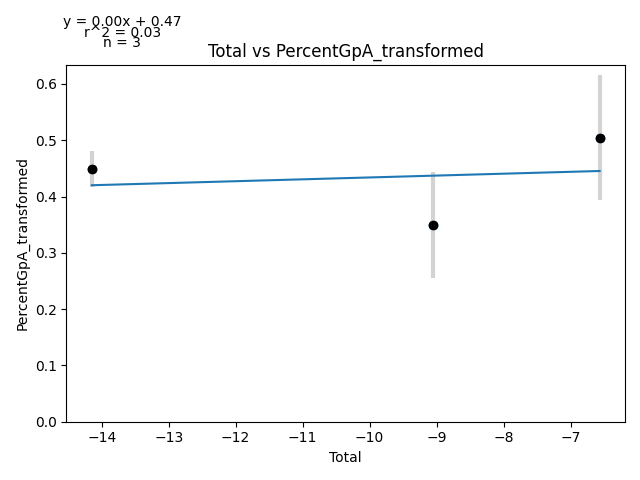 y = 0.00x + 0.47
r^2 = 0.03
n = 3
Total vs PercentGpA_transformed
0.6
0.5
0.4
0.3
0.2
0.1
0.0
PercentGpA_transformed
−14
−13
−12
−11
−10
−9
−8
−7
Total